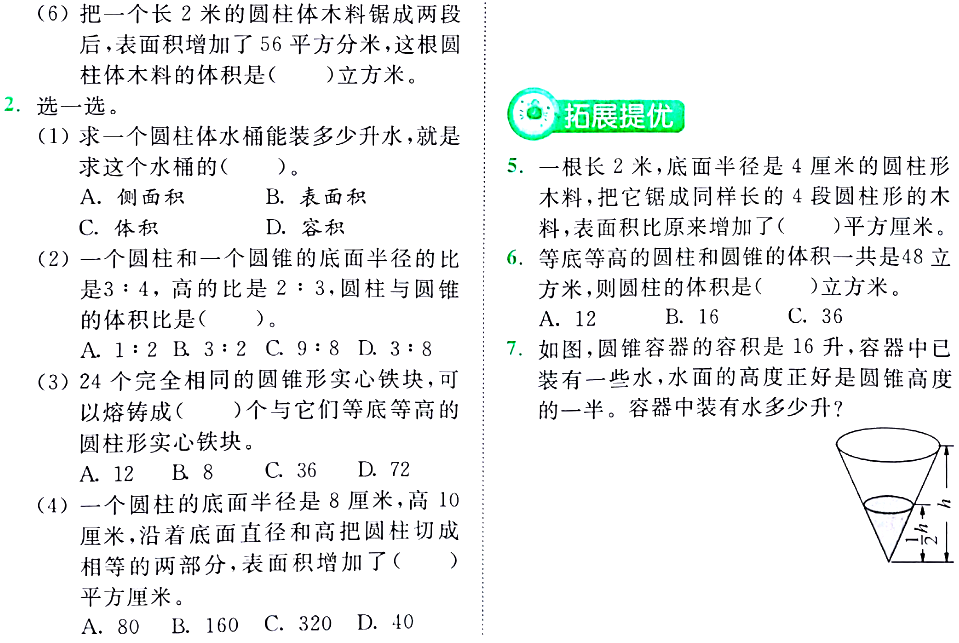 (6) 把一个长 2 米的圆柱体木料锯成两段
后,表面积增加了 56 平方分米,这根圆
柱体木料的体积是(　　)立方米。
2. 选一选。
(1) 求一个圆柱体水桶能装多少升水,就是
求这个水桶的(　　)。
A. 侧面积　　B. 表面积
C. 体积　　D. 容积
(2) 一个圆柱和一个圆锥的底面半径的比
是3∶4, 高的比是 2∶3,圆柱与圆锥
的体积比是(　　)。
A. 1∶2 B. 3∶2 C. 9∶8 D. 3∶8
(3) 24 个完全相同的圆锥形实心铁块,可
以熔铸成(　　)个与它们等底等高的
圆柱形实心铁块。
A. 12　B. 8　C. 36　D. 72
(4) 一个圆柱的底面半径是 8 厘米,高 10
厘米,沿着底面直径和高把圆柱切成
相等的两部分,表面积增加了(　　)
平方厘米。
A. 80　B. 160　C. 320　D. 40
拓展提优
5. 一根长 2 米,底面半径是 4 厘米的圆柱形
木料,把它锯成同样长的 4 段圆柱形的木
料,表面积比原来增加了(　　)平方厘米。
6. 等底等高的圆柱和圆锥的体积一共是48 立
方米,则圆柱的体积是(　　)立方米。
A. 12　B. 16　C. 36
7. 如图,圆锥容器的容积是 16 升,容器中已
装有一些水,水面的高度正好是圆锥高度
的一半。容器中装有水多少升?
h
1/2 h